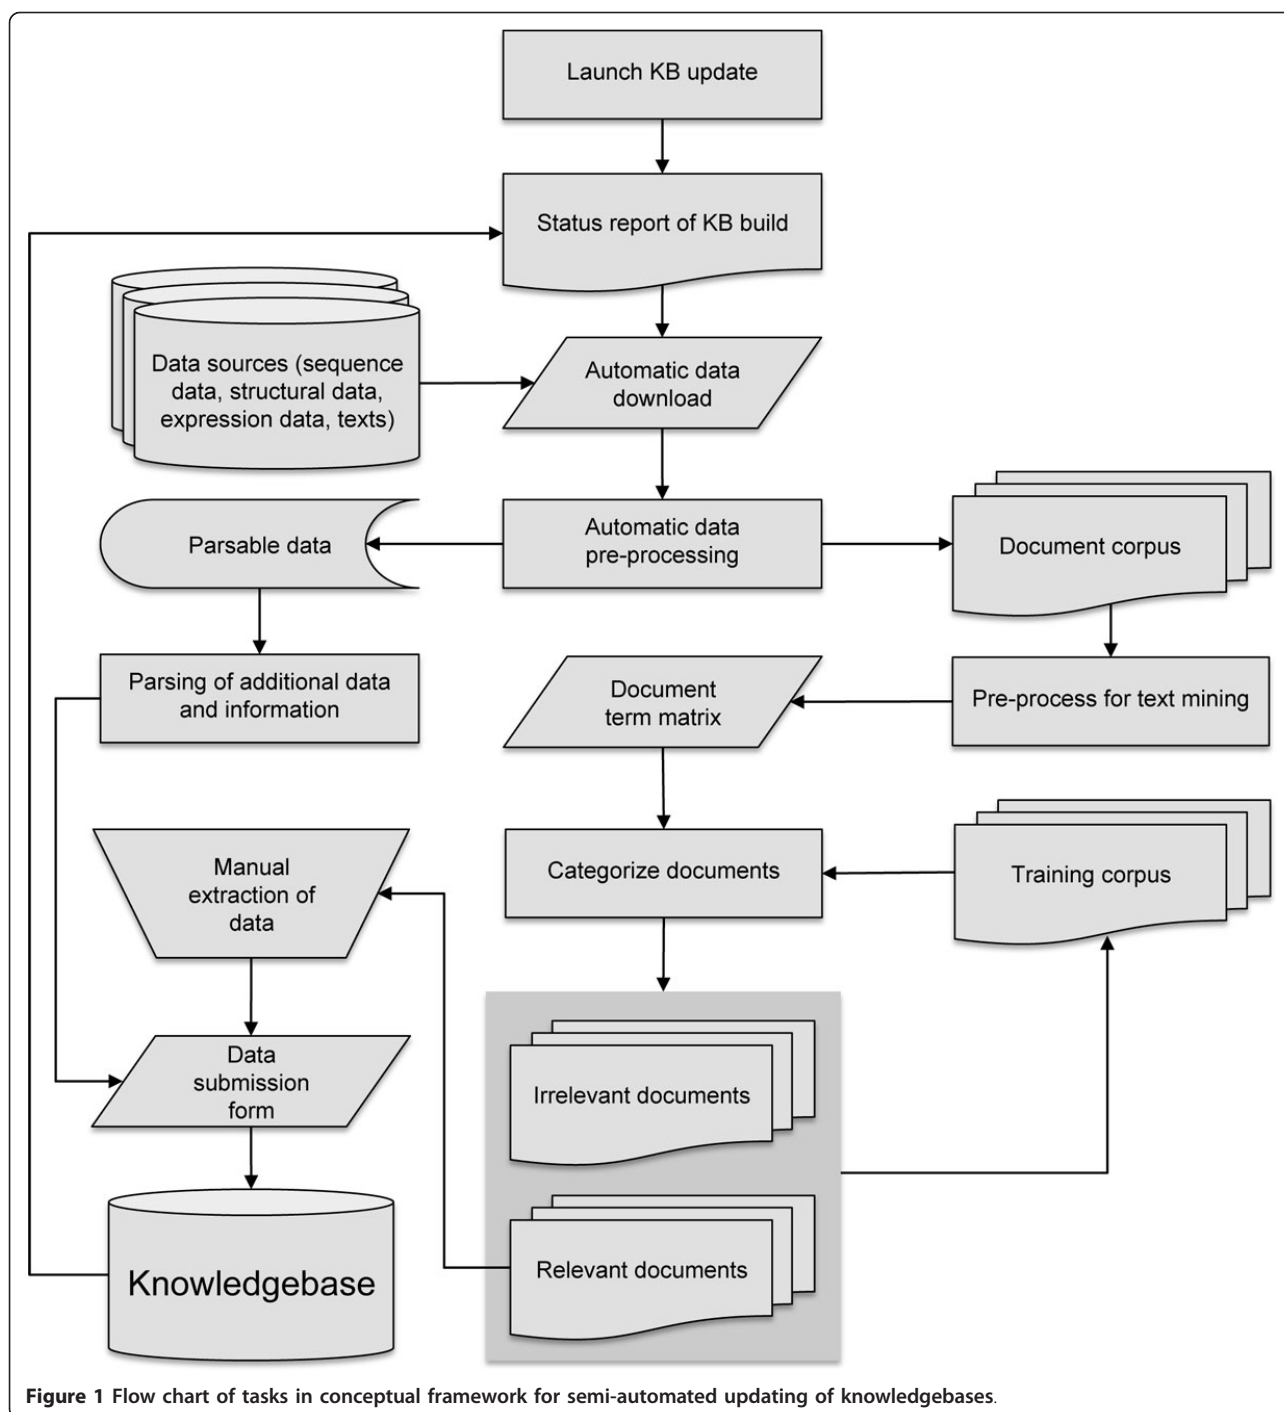 Launch KB update
Status report of KB build
Data sources (sequence
data, structural data,
expression data, texts)
Automatic data
download
Parsable data
Automatic data
pre-processing
Document corpus
Parsing of additional data
and information
Document
term matrix
Pre-process for text mining
Manual
extraction of
data
Categorize documents
Training corpus
Data
submission
form
Irrelevant documents
Knowledgebase
Relevant documents
Figure 1 Flow chart of tasks in conceptual framework for semi-automated updating of knowledgebases.